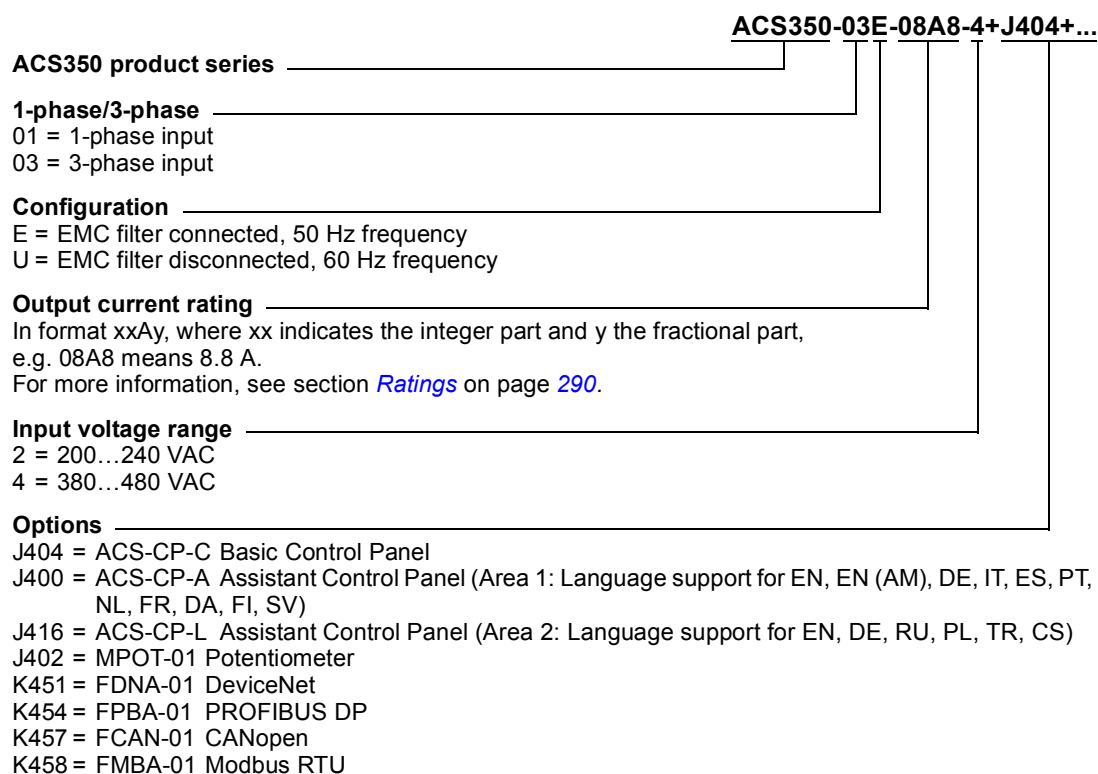 ACS350-03E-08A8-4+J404+...
ACS350 product series
1-phase/3-phase
01 = 1-phase input
03 = 3-phase input
Configuration
E = EMC filter connected, 50 Hz frequency
U = EMC filter disconnected, 60 Hz frequency
Output current rating
In format xxAy, where xx indicates the integer part and y the fractional part,
e.g. 08A8 means 8.8 A.
For more information, see section Ratings on page 290.
Input voltage range
2 = 200…240 VAC
4 = 380…480 VAC
Options
J404 = ACS-CP-C Basic Control Panel
J400 = ACS-CP-A Assistant Control Panel (Area 1: Language support for EN, EN (AM), DE, IT, ES, PT,
NL, FR, DA, FI, SV)
J416 = ACS-CP-L Assistant Control Panel (Area 2: Language support for EN, DE, RU, PL, TR, CS)
J402 = MPOT-01 Potentiometer
K451 = FDNA-01 DeviceNet
K454 = FPBA-01 PROFIBUS DP
K457 = FCAN-01 CANopen
K458 = FMBA-01 Modbus RTU